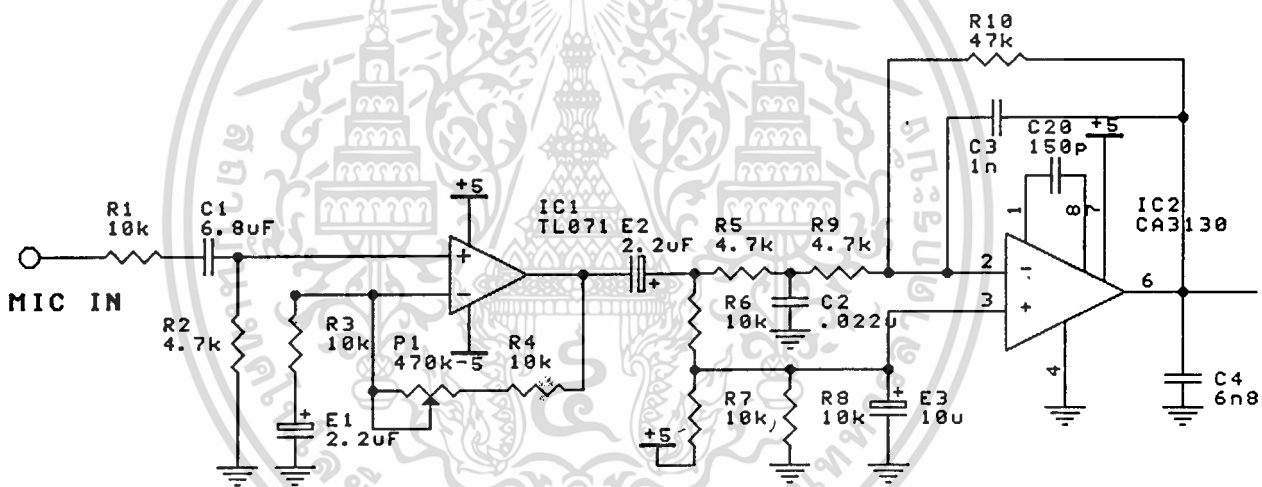 R10
47k
C3
1n
C20
150p
+5
1
8
7
IC2
CA3130
2
3
6
4
C4
6n8
MIC IN
R1
10k
C1
6.8uF
R2
4.7k
R3
10k
E1
2.2uF
+5
IC1
TL071
P1
470k-5
R4
10k
E2
2.2uF
R5
4.7k
R9
4.7k
R6
10k
C2
.022u
R7
10k
+5
R8
10k
E3
10u